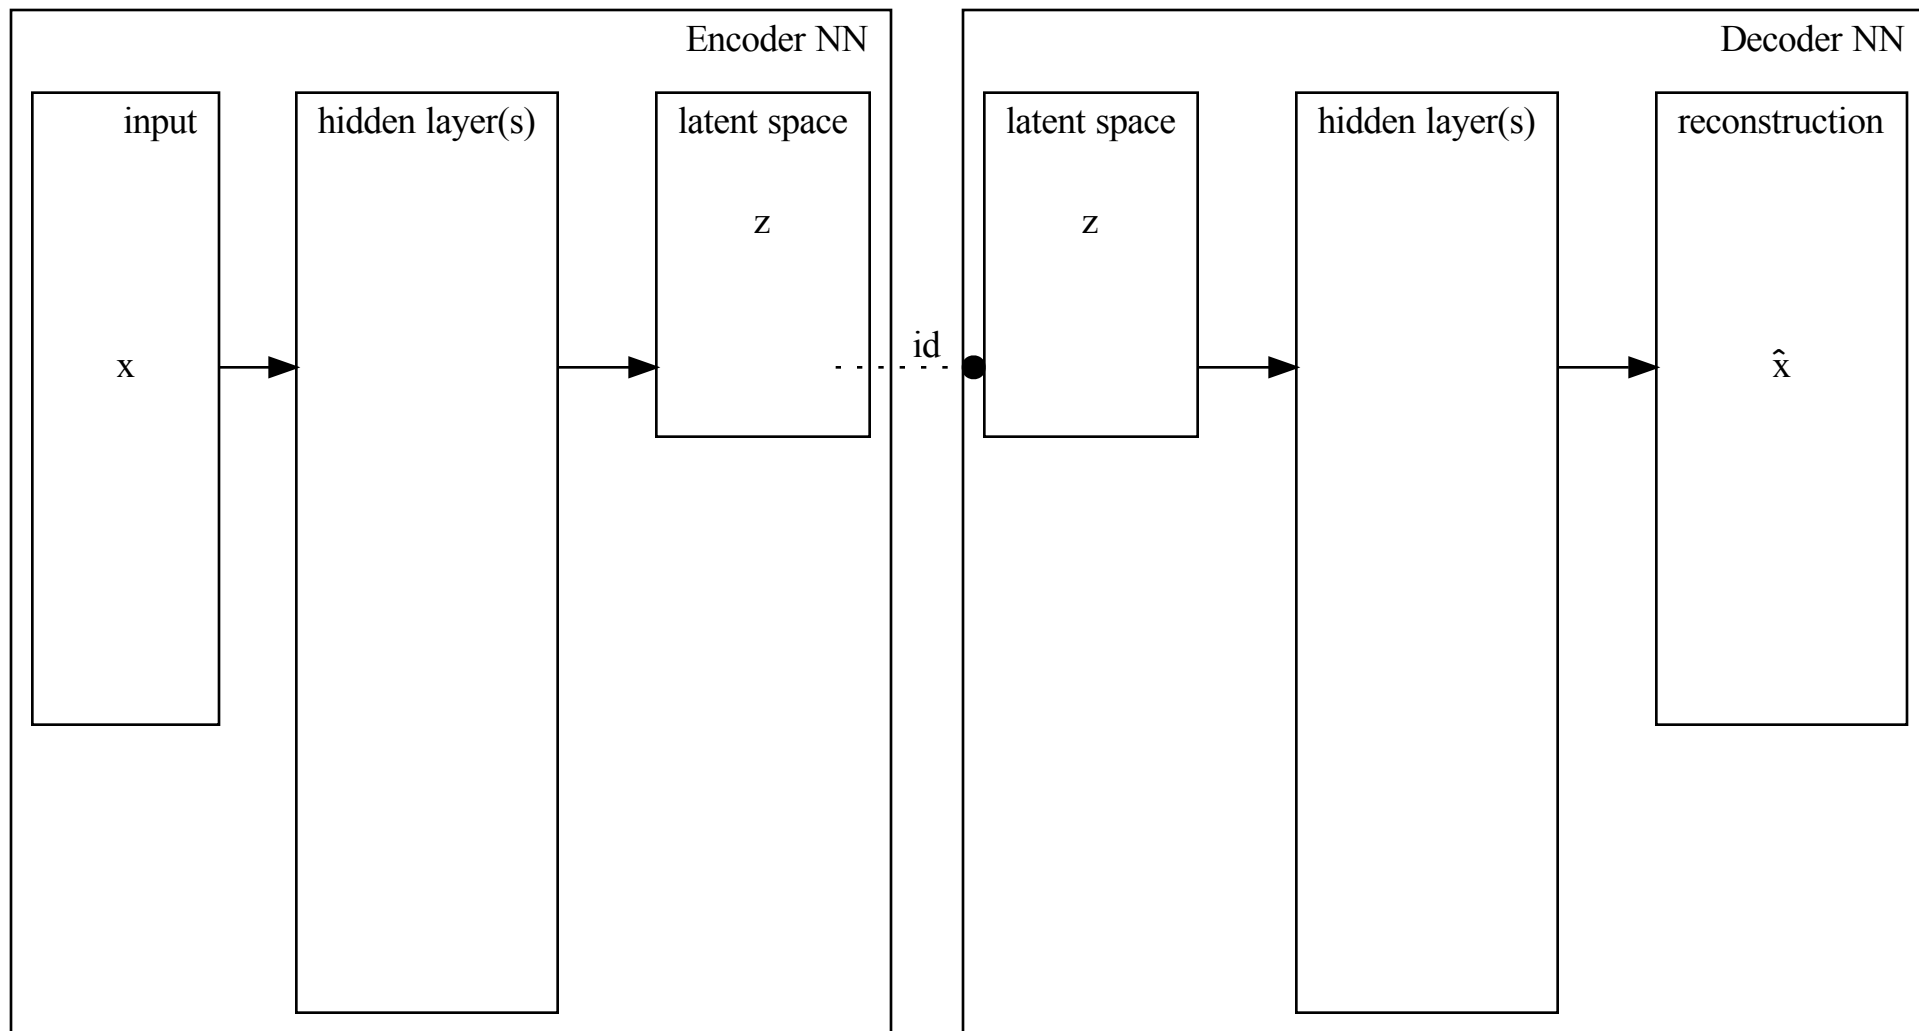 Encoder NN
input
hidden layer(s)
latent space
z
x
id
Decoder NN
latent space
z
hidden layer(s)
reconstruction
x̂